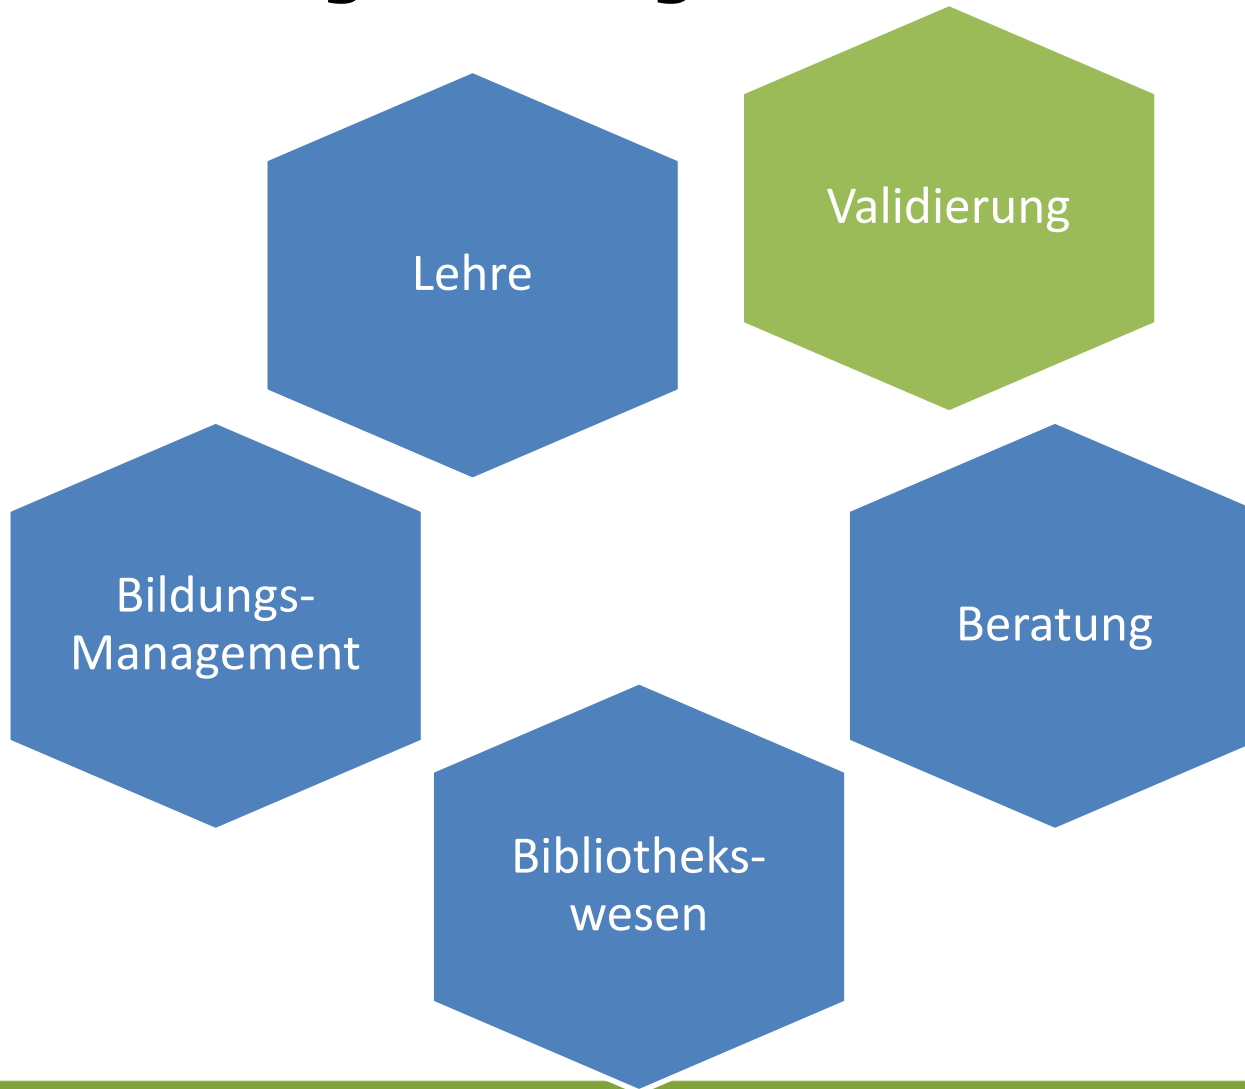 Validierung
Lehre
Bildungs-
Management
Beratung
Bibliotheks-
wesen